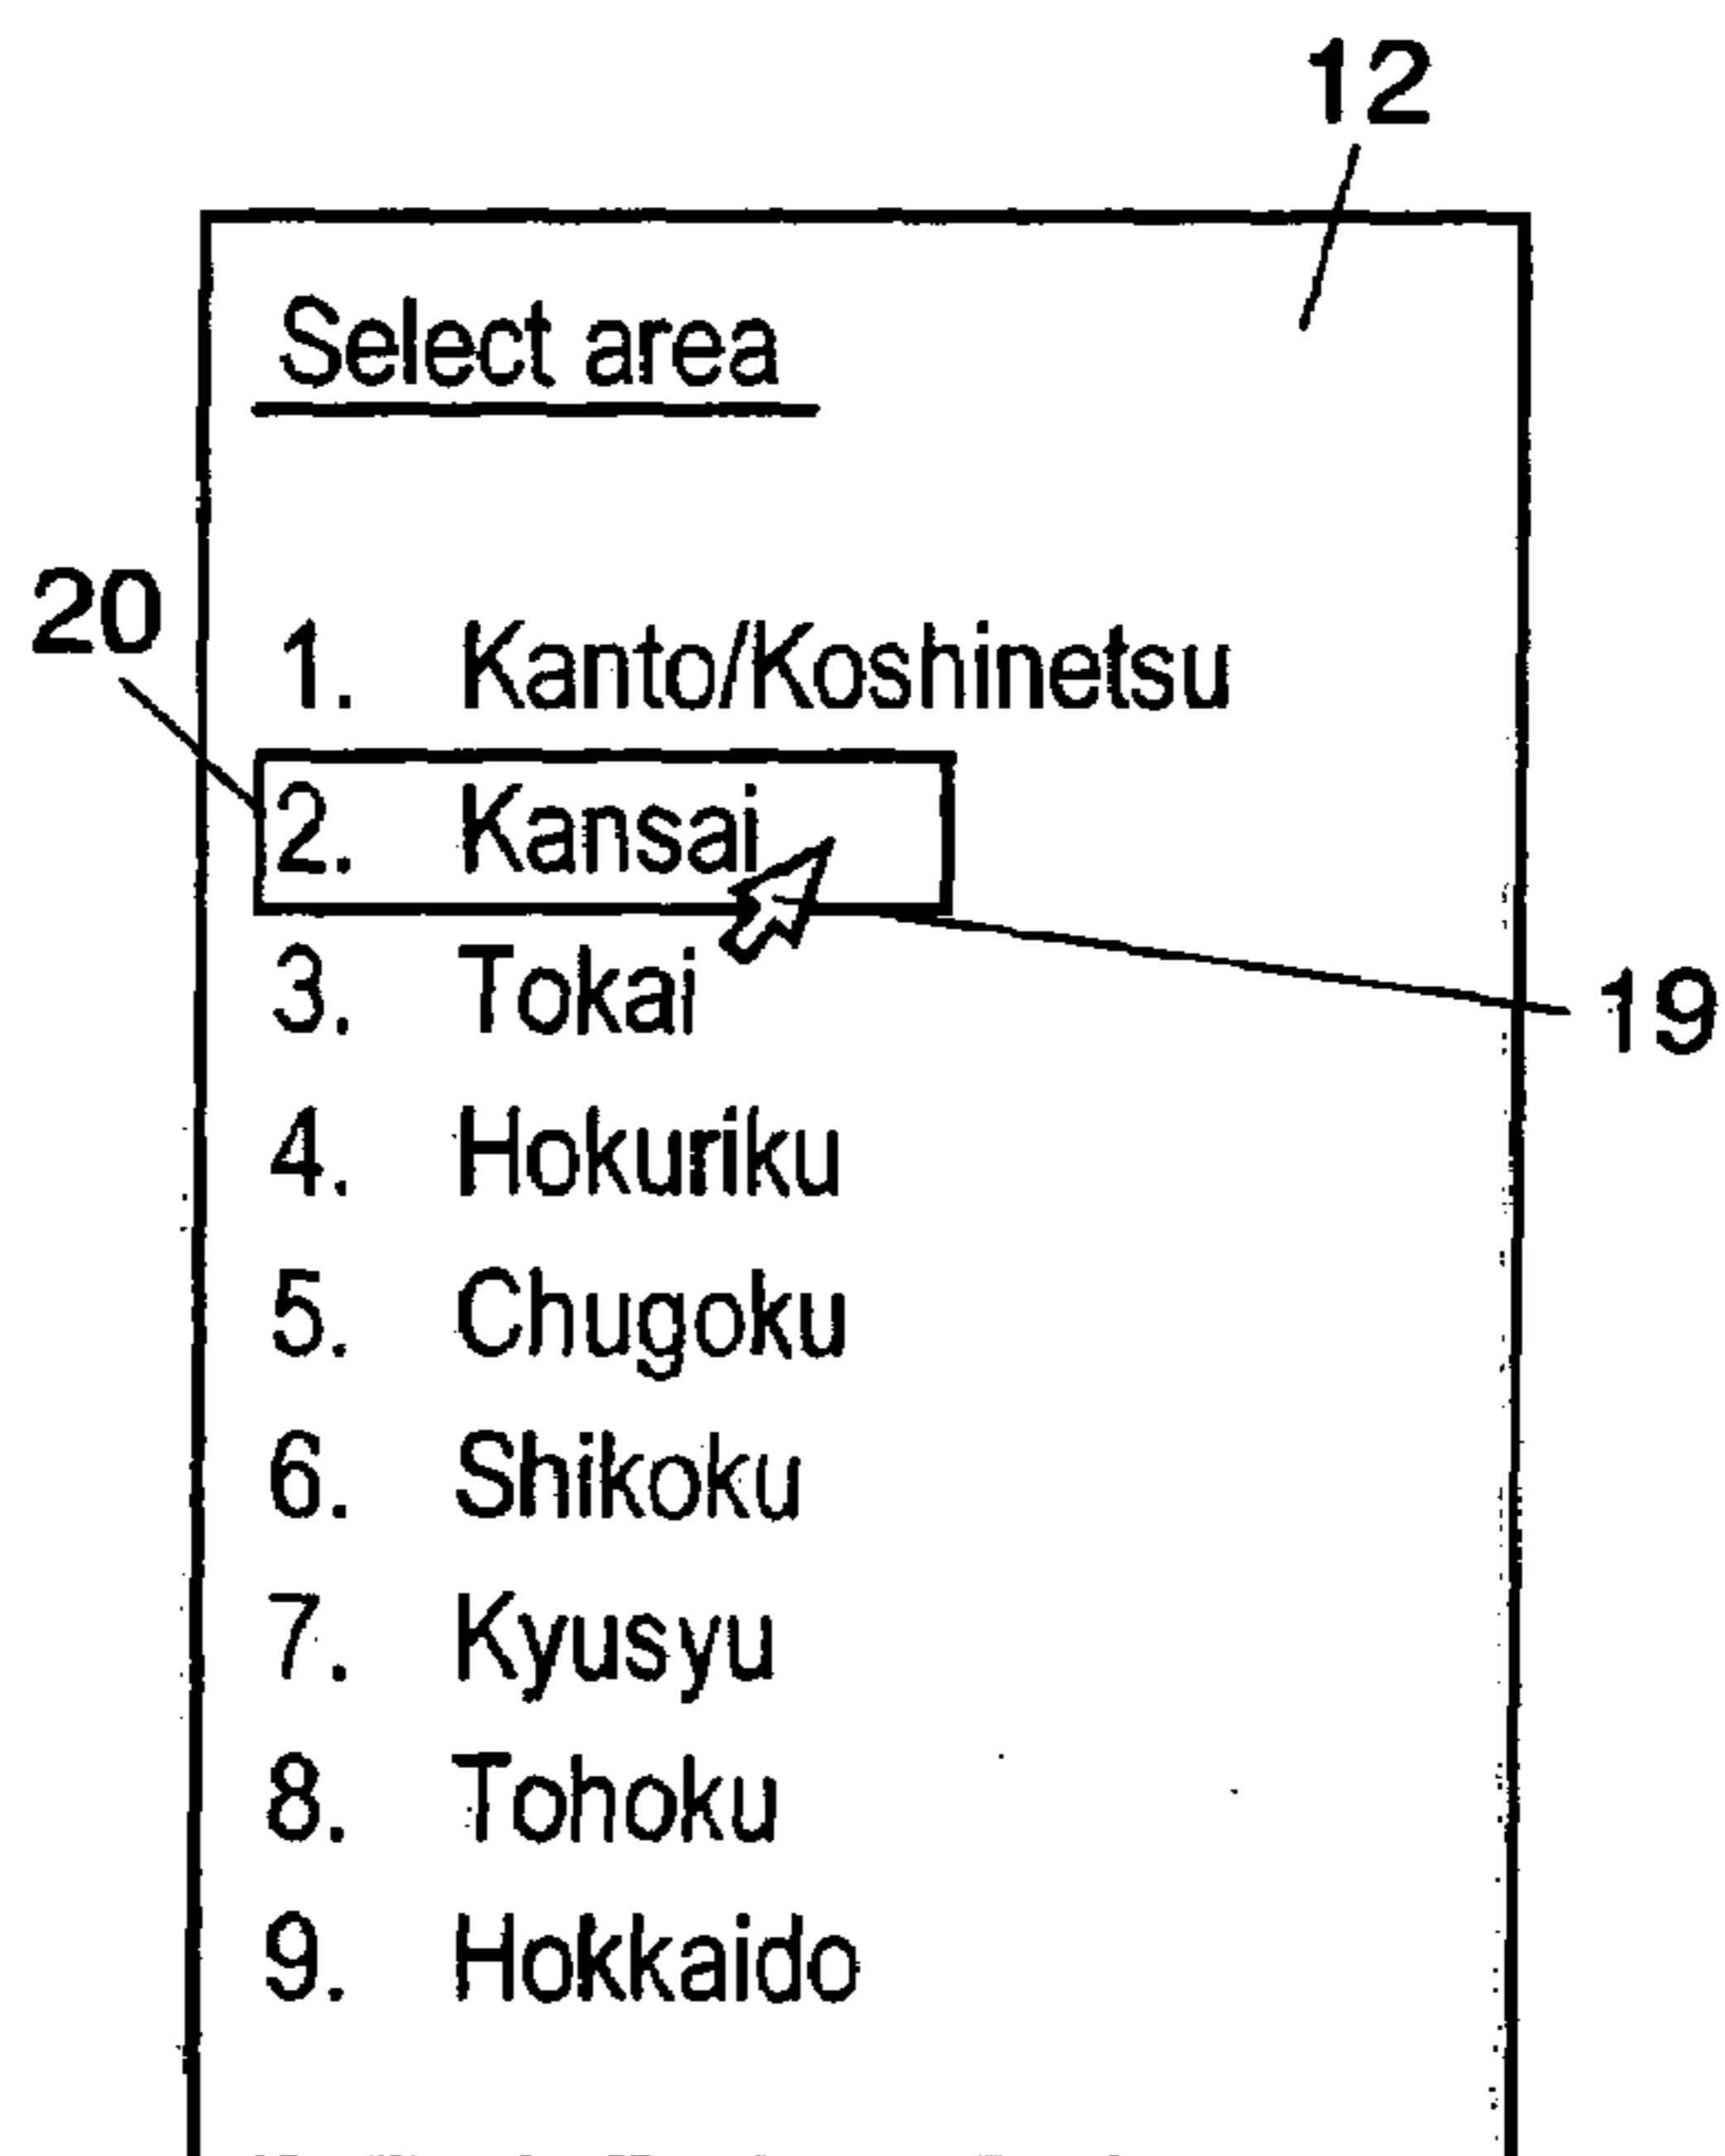 12
Select area
20
1. Kanto/Koshinetsu
2. Kansai
3. Tokai
19
4. Hokuriku
5. Chugoku
6. Shikoku
7. Kyusyu
8. Tohoku
9. Hokkaido